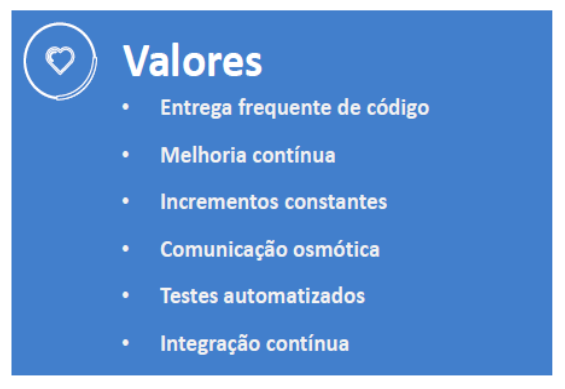 Valores
• Entrega frequente de código
• Melhoria contínua
• Incrementos constantes
• Comunicação osmótica
• Testes automatizados
• Integração contínua